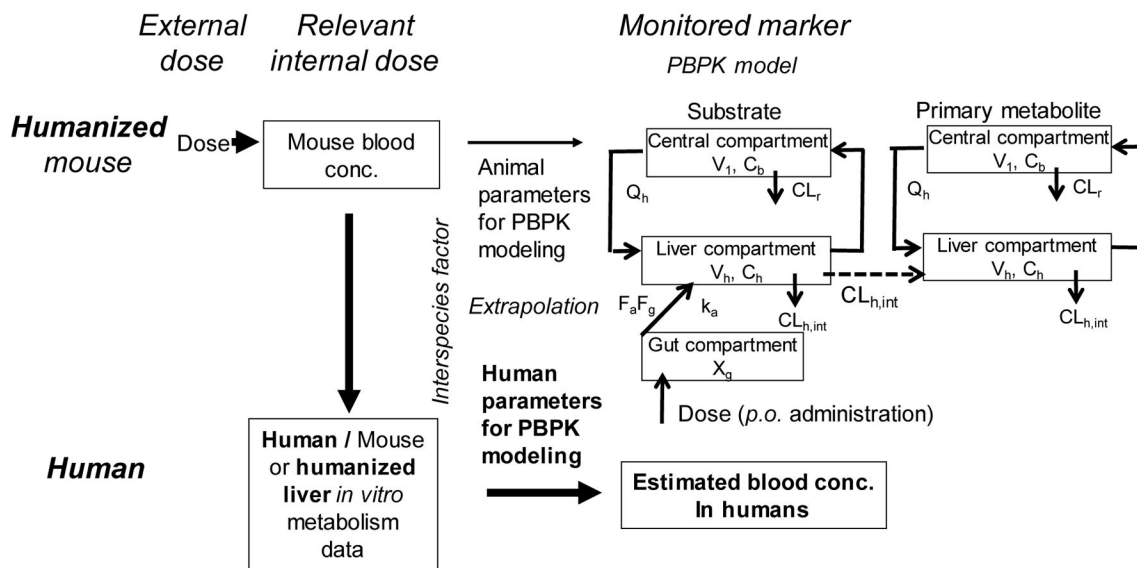 External dose
Relevant internal dose
Monitored marker
PBPK model
Humanized mouse
Dose
Mouse blood conc.
Animal parameters for PBPK modeling
Substrate
Central compartment
V1, Cb
CLr
Qh
Liver compartment
Vh, Ch
CLh,int
FaFg
ka
Gut compartment
Xg
Dose (p.o. administration)
Primary metabolite
Central compartment
V1, Cb
CLr
Qh
Liver compartment
Vh, Ch
CLh,int
CLh,int
Interspecies factor
Extrapolation
Human
Human / Mouse
or humanized
liver in vitro
metabolism
data
Human
parameters
for PBPK
modeling
Estimated blood conc.
In humans